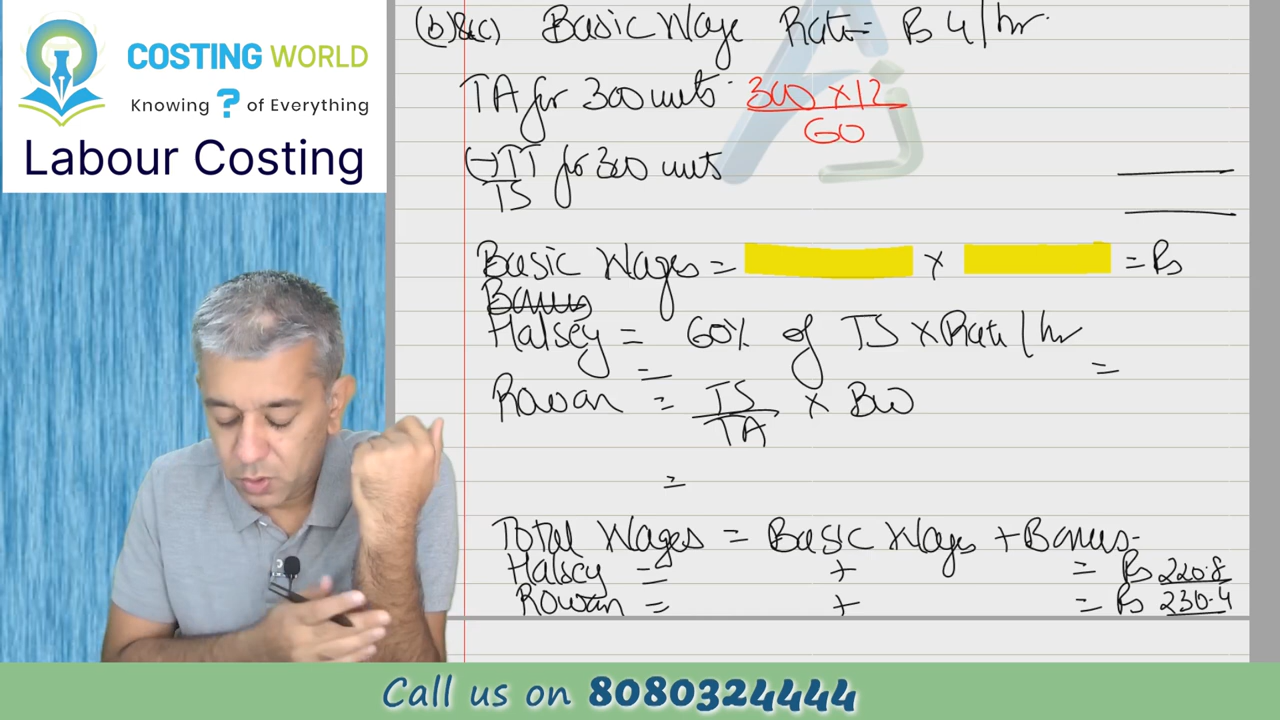 COSTING WORLD
Knowing ? of Everything
Labour Costing
(b)&(c) Basic Wage Rate = Rs 4/hr.
TA for 300 units = 300 x 12
60
(-) TT for 300 units
TS
Basic Wages = x = Rs
Bonus
Halsey = 60% of TS x Rate/hr
= =
Rowan = TS x BW
TA
=
Total Wages = Basic Wages + Bonus-
Halsey = + = Rs 220.8
Rowan = + = Rs 230.4
Call us on 8080324444